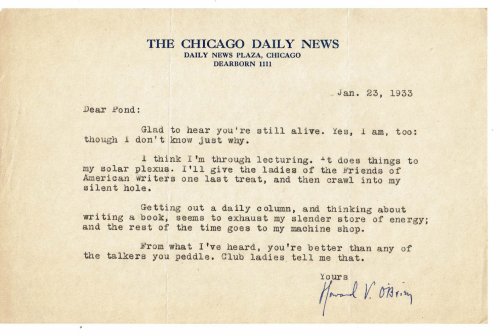 THE CHICAGO DAILY NEWS
DAILY NEWS PLAZA, CHICAGO
DEARBORN 1111
Jan. 23, 1933
Dear Pond:
Glad to hear you're still alive. Yes, I am, too:
though I don't know just why.
I think I'm through lecturing. It does things to
my solar plexus. I'll give the ladies of the Friends of
American Writers one last treat, and then crawl into my
silent hole.
Getting out a daily column, and thinking about
writing a book, seems to exhaust my slender store of energy;
and the rest of the time goes to my machine shop.
From what I've heard, you're better than any of
the talkers you peddle. Club ladies tell me that.
Yours
Howard V. O'Brien